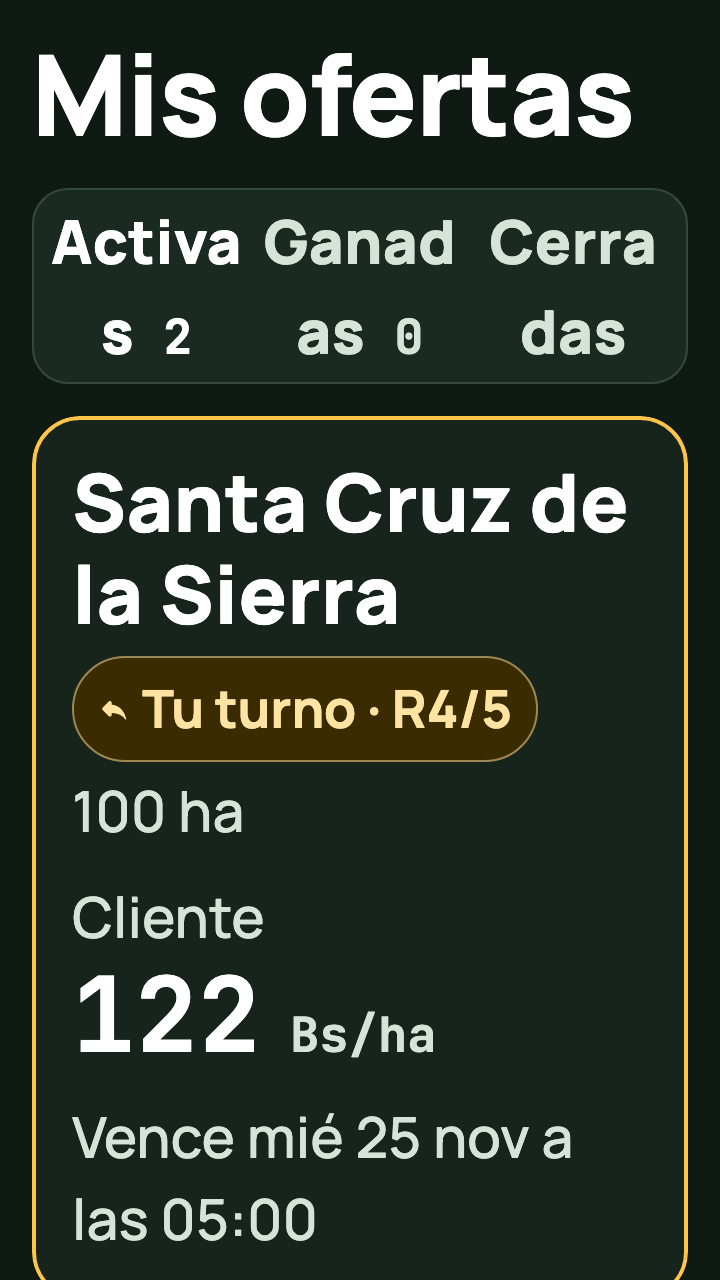 Mis ofertas
Activa Ganad Cerra
s 2 as 0 das
Santa Cruz de
la Sierra
Tu turno · R4/5
100 ha
Cliente
122 Bs/ha
Vence mié 25 nov a
las 05:00